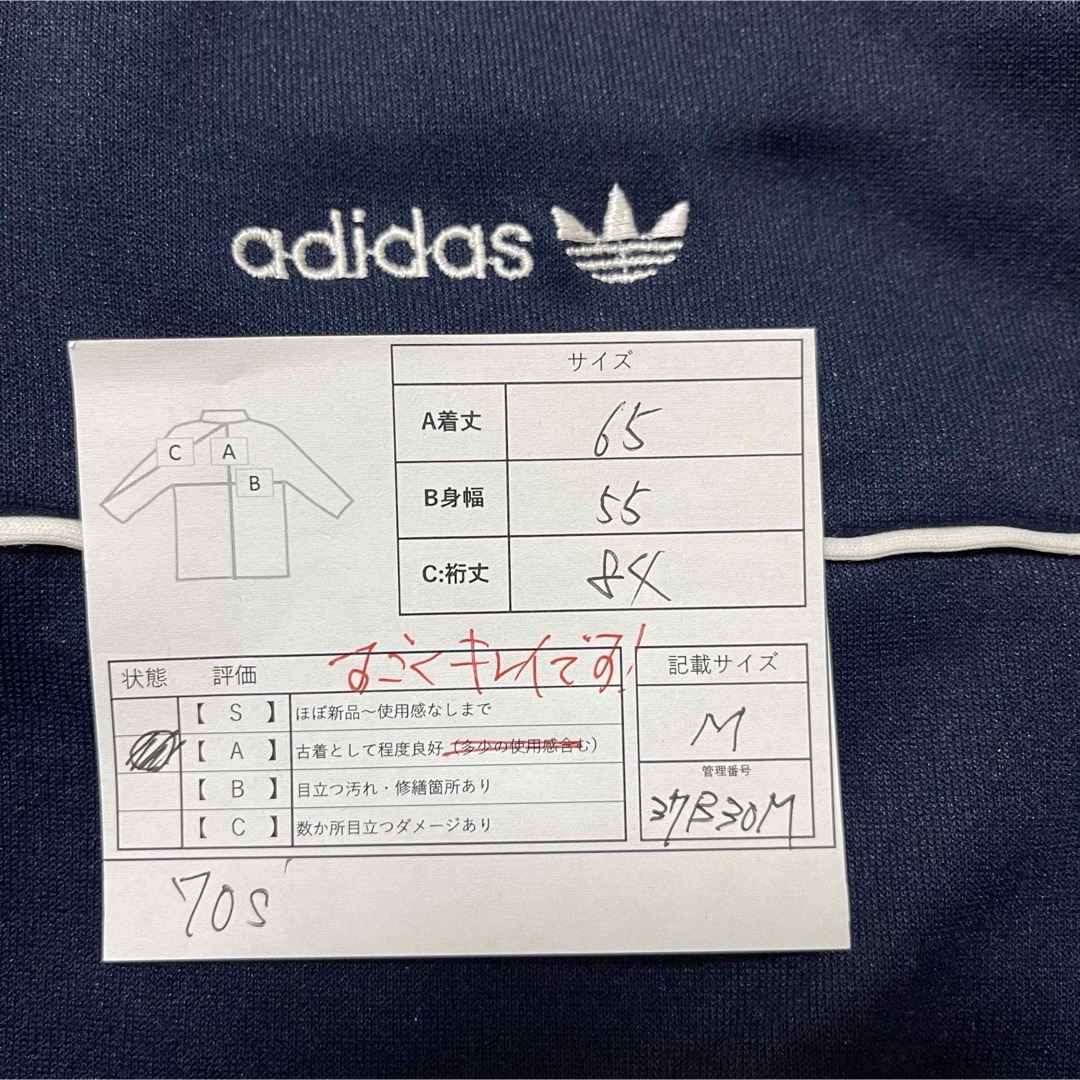 adidas
サイズ
A着丈 65
B身幅 55
C:裄丈 84
C A
B
すごくキレイです!
状態 評価
【 S 】 ほぼ新品〜使用感なしまで
【 A 】 古着として程度良好(多少の使用感含む)
【 B 】 目立つ汚れ・修繕箇所あり
【 C 】 数か所目立つダメージあり
記載サイズ
M
管理番号
37B30M
70s'